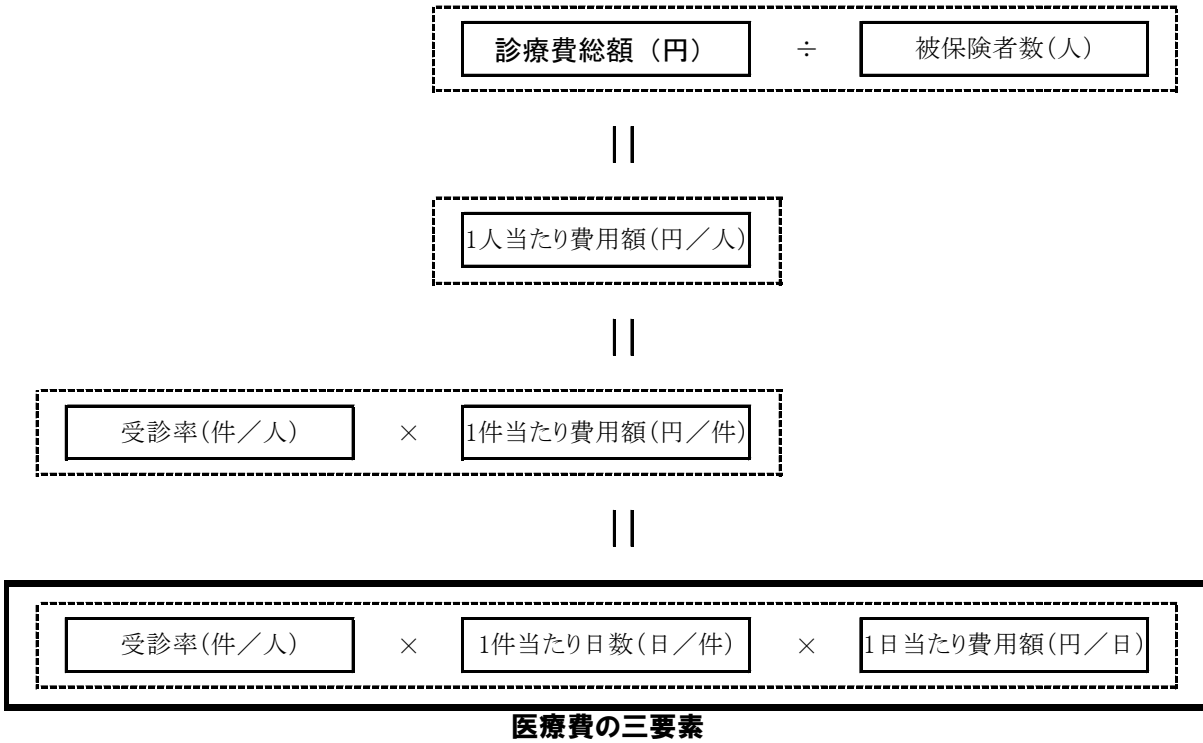 診療費総額（円） ÷ 被保険者数（人）
||
1人当たり費用額（円／人）
||
受診率（件／人） × 1件当たり費用額（円／件）
||
受診率（件／人） × 1件当たり日数（日／件） × 1日当たり費用額（円／日）
医療費の三要素